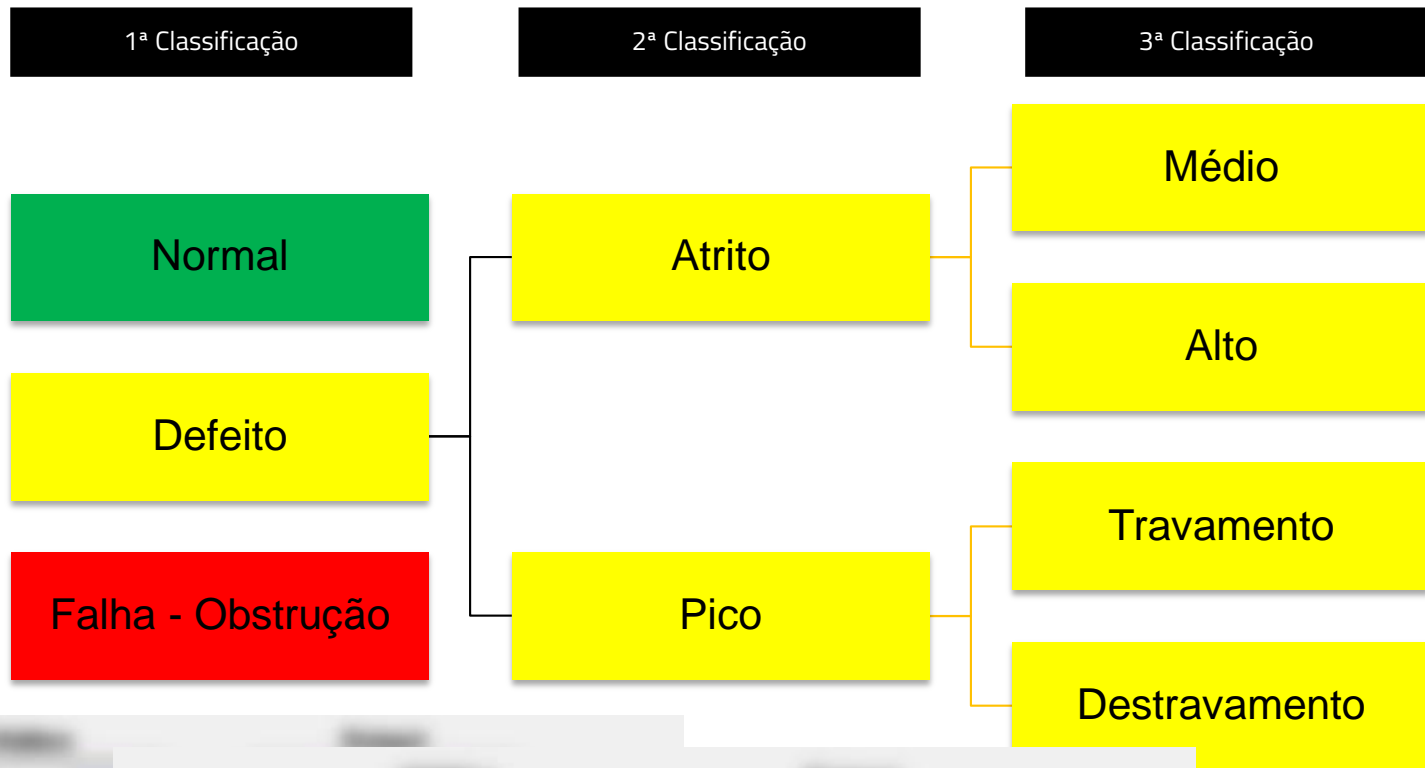 1ª Classificação
2ª Classificação
3ª Classificação
Médio
Normal
Atrito
Alto
Defeito
Travamento
Falha - Obstrução
Pico
Destravamento